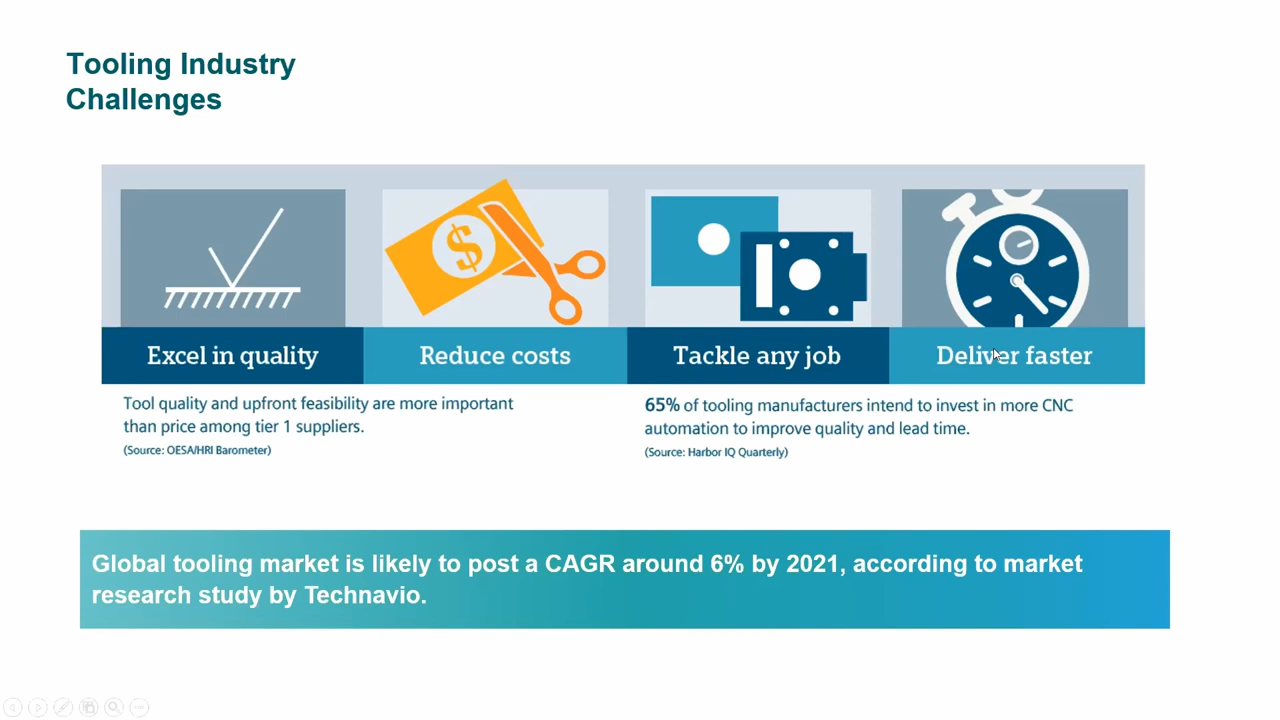 Tooling Industry
Challenges
$
Excel in quality
Reduce costs
Tackle any job
Deliver faster
Tool quality and upfront feasibility are more important
than price among tier 1 suppliers.
(Source: OESA/HRI Barometer)
65% of tooling manufacturers intend to invest in more CNC
automation to improve quality and lead time.
(Source: Harbor IQ Quarterly)
Global tooling market is likely to post a CAGR around 6% by 2021, according to market
research study by Technavio.